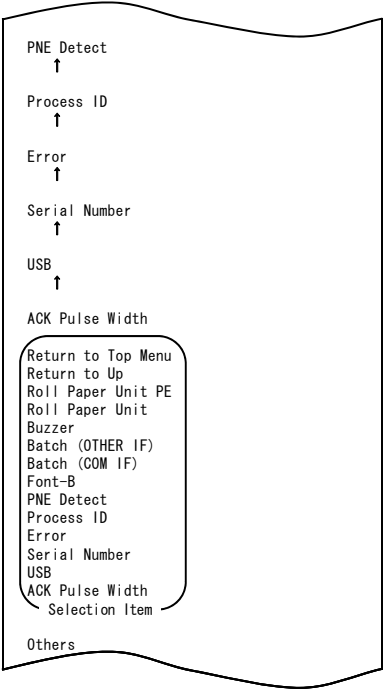 PNE Detect
↑
Process ID
↑
Error
↑
Serial Number
↑
USB
↑
ACK Pulse Width
Return to Top Menu
Return to Up
Roll Paper Unit PE
Roll Paper Unit
Buzzer
Batch (OTHER IF)
Batch (COM IF)
Font-B
PNE Detect
Process ID
Error
Serial Number
USB
ACK Pulse Width
Selection Item
Others